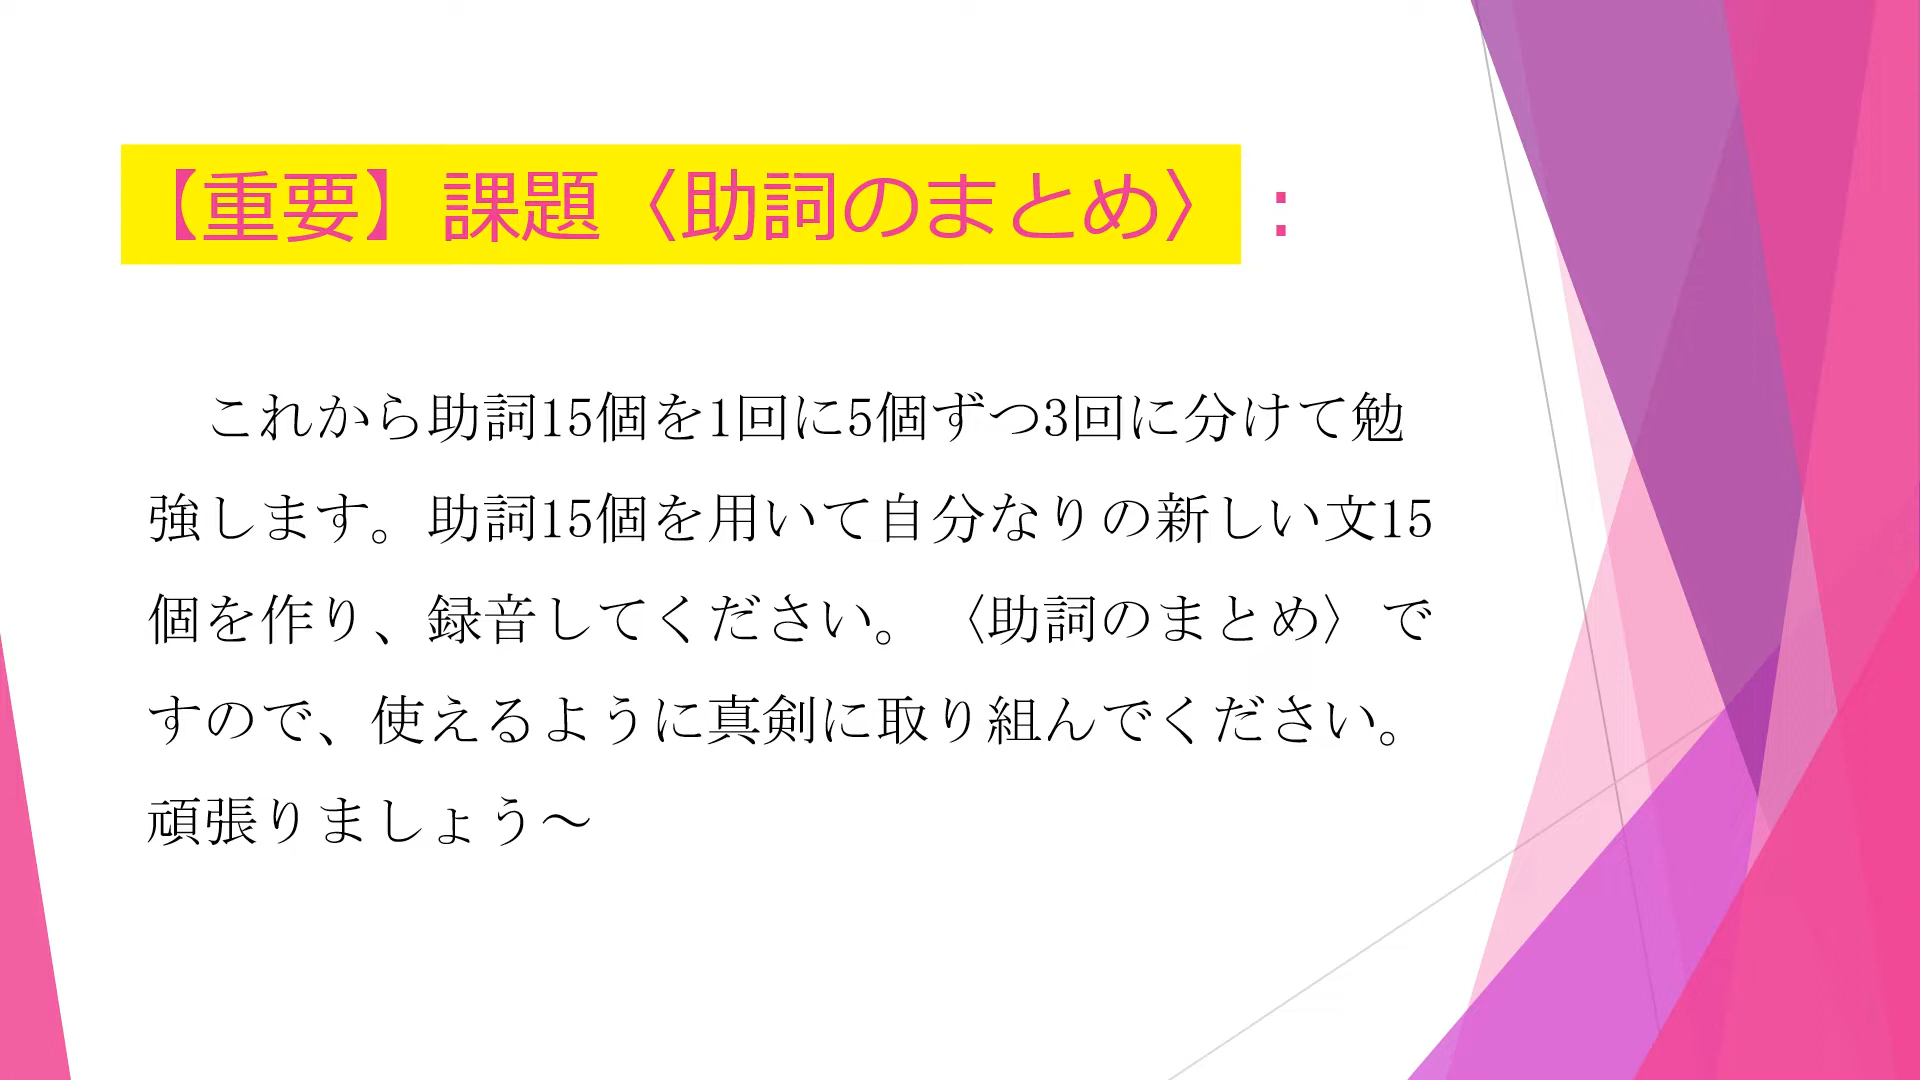 【重要】課題〈助詞のまとめ〉：
これから助詞15個を1回に5個ずつ3回に分けて勉
強します。助詞15個を用いて自分なりの新しい文15
個を作り、録音してください。〈助詞のまとめ〉で
すので、使えるように真剣に取り組んでください。
頑張りましょう～